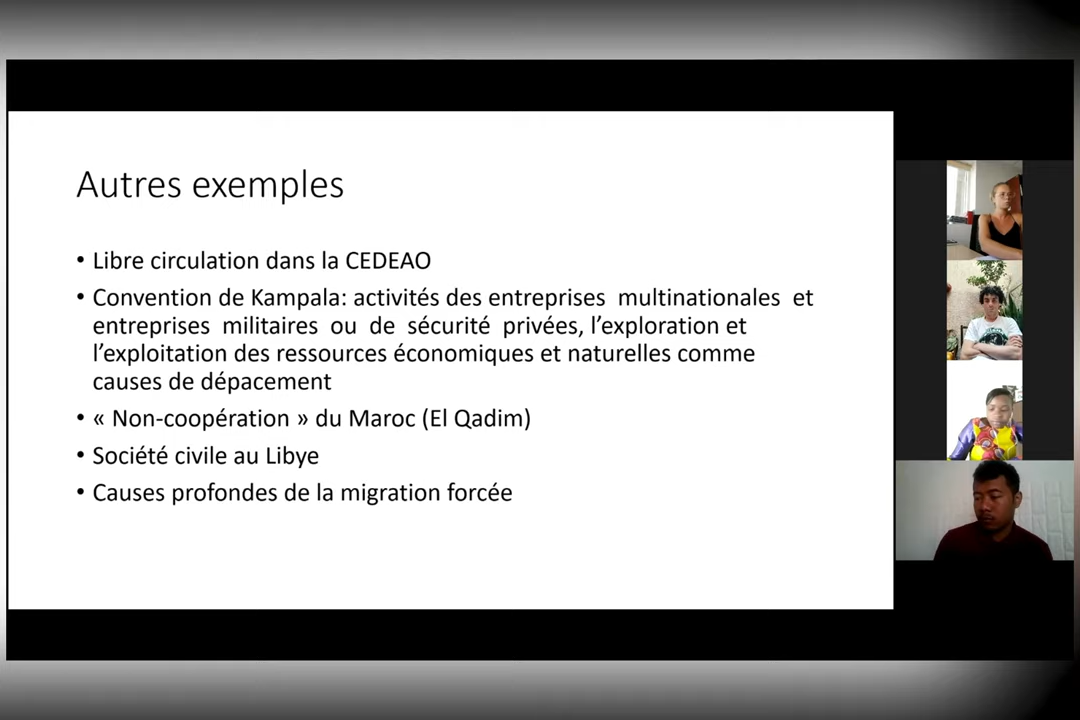 Autres exemples
• Libre circulation dans la CEDEAO
• Convention de Kampala: activités des entreprises multinationales et
entreprises militaires ou de sécurité privées, l’exploration et
l’exploitation des ressources économiques et naturelles comme
causes de dépacement
• « Non-coopération » du Maroc (El Qadim)
• Société civile au Libye
• Causes profondes de la migration forcée